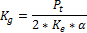 K_g = P_t / (2 * K_e * α)